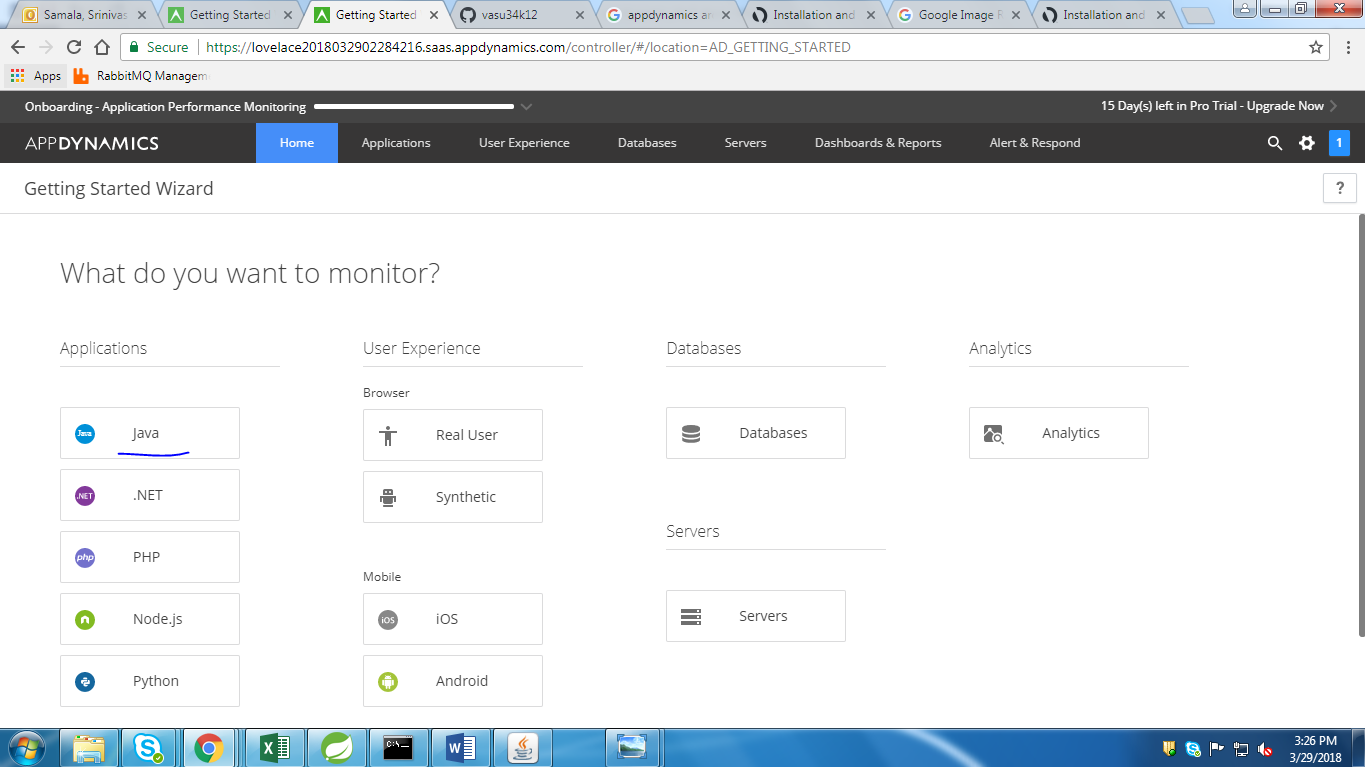 Samala, Srinivas
Getting Started
Getting Started
vasu34k12
appdynamics an
Installation and
Google Image R
Installation and
Secure
https://lovelace2018032902284216.saas.appdynamics.com/controller/#/location=AD_GETTING_STARTED
Apps
RabbitMQ Managem
Onboarding - Application Performance Monitoring
15 Day(s) left in Pro Trial - Upgrade Now
APPDYNAMICS
Home
Applications
User Experience
Databases
Servers
Dashboards & Reports
Alert & Respond
1
Getting Started Wizard
?
What do you want to monitor?
Applications
User Experience
Databases
Analytics
Browser
Java
Java
Real User
Databases
Analytics
.NET
.NET
Synthetic
Servers
php
PHP
Mobile
Node.js
iOS
iOS
Servers
Python
Android
C:\
3:26 PM
3/29/2018